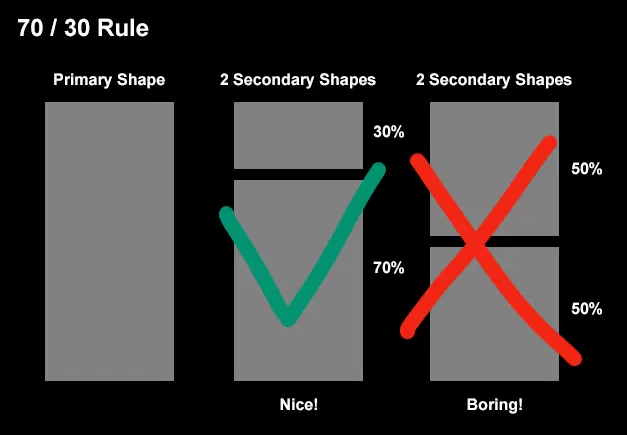 70 / 30 Rule
Primary Shape
2 Secondary Shapes
2 Secondary Shapes
30%
50%
70%
50%
Nice!
Boring!